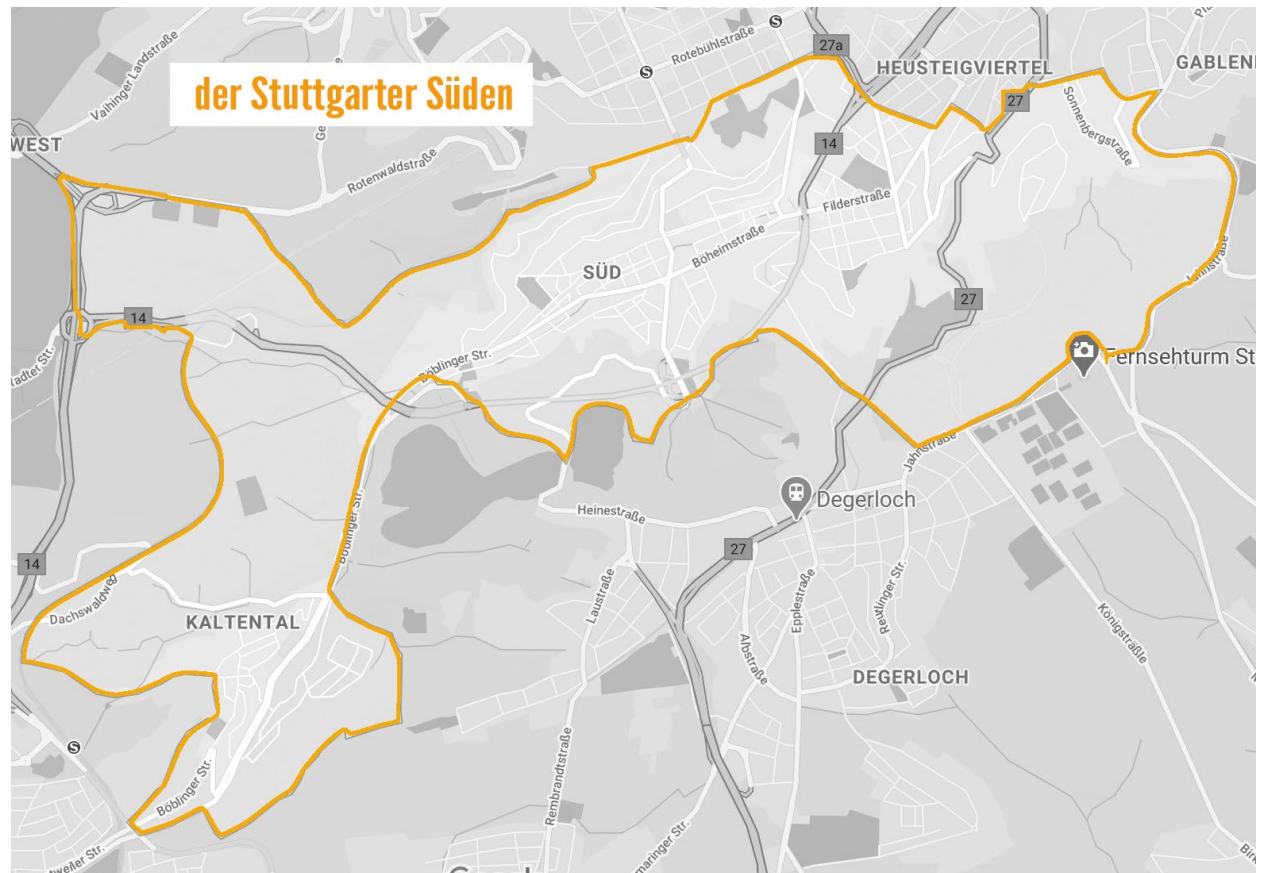 der Stuttgarter Süden
Vaihinger Landstraße
Rotebühlstraße
S
S
27a
HEUSTEIGVIERTEL
27
GABLEN
Sonnenbergstraße
WEST
Rotenwaldstraße
14
Filderstraße
Böheimstraße
SÜD
Jahnstraße
27
14
Böblinger Str.
Fernsehturm St
Jahnstraße
Degerloch
Heinestraße
Böblinger Str.
27
14
Dachswaldweg
KALTENTAL
Laustraße
Epplestraße
Reutlinger Str.
Albstraße
Königsträßle
DEGERLOCH
S
Böblinger Str.
Rembrandtstraße